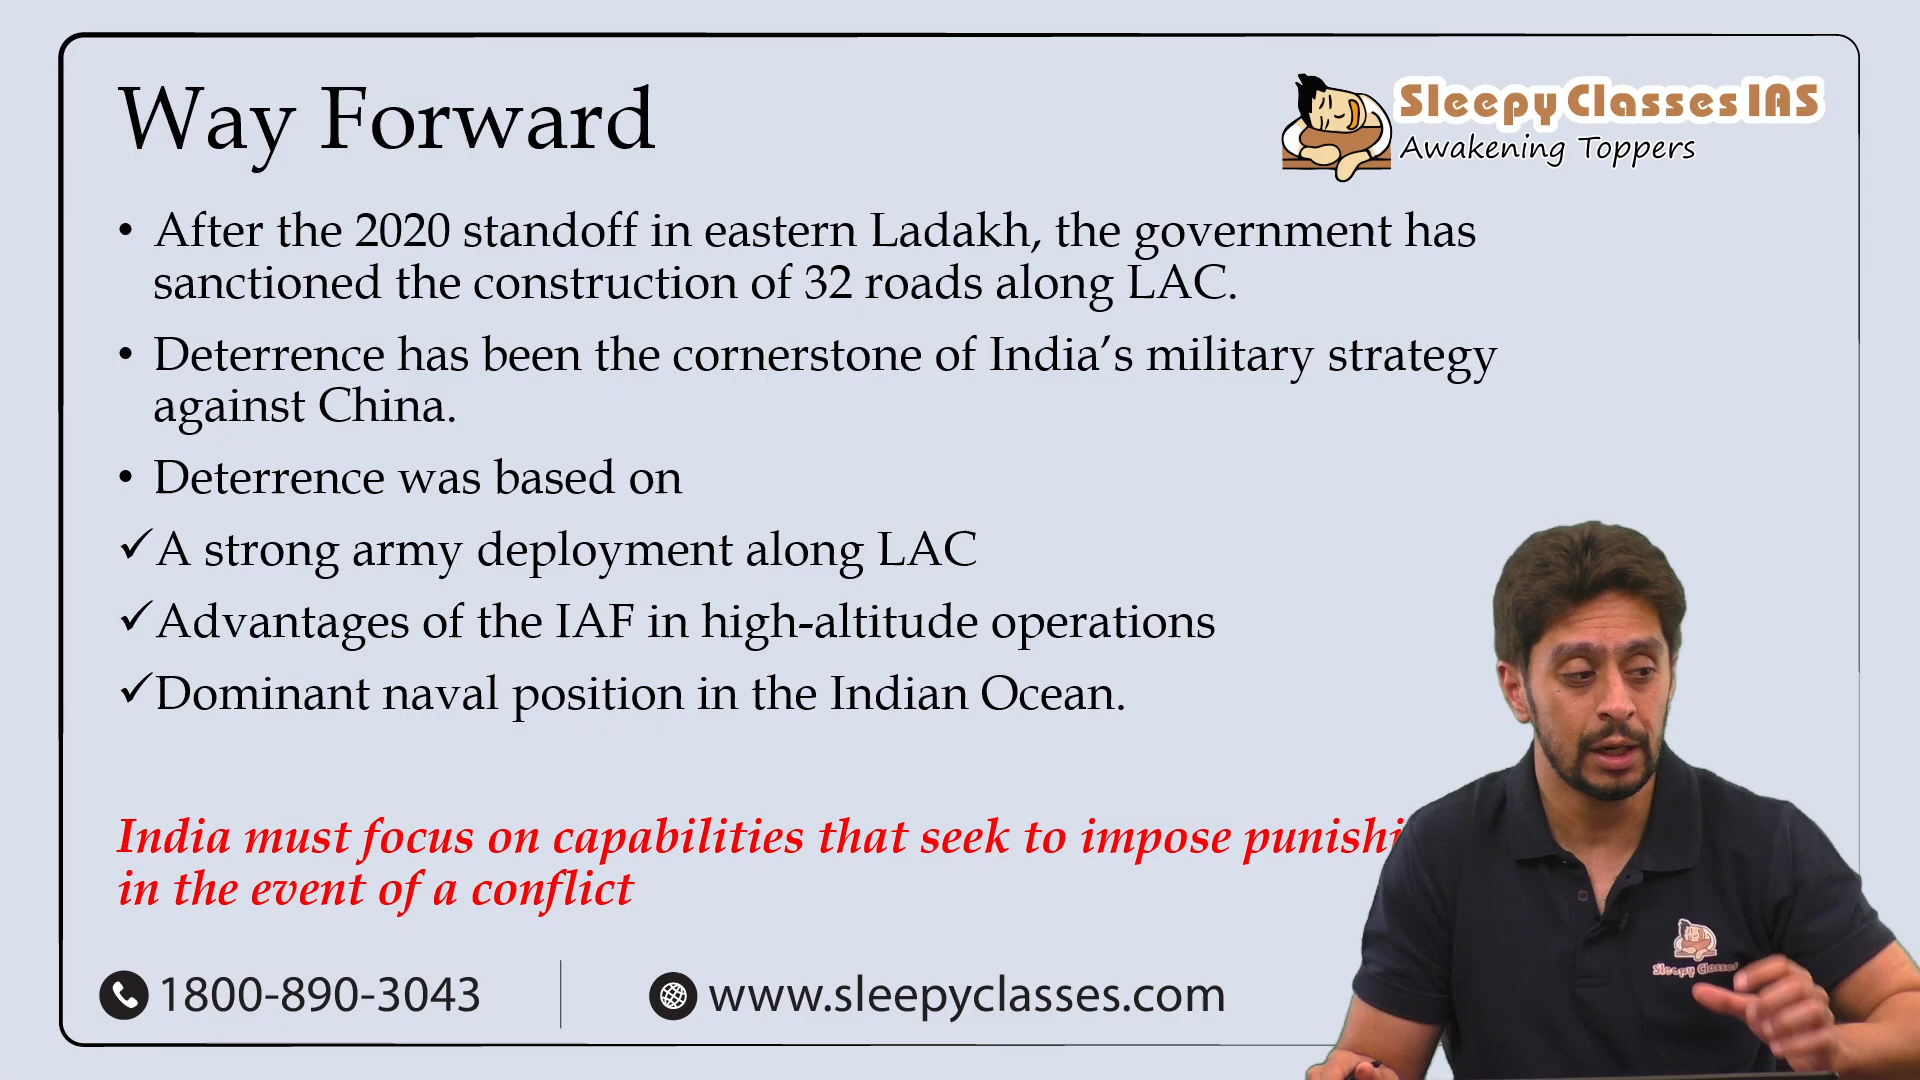 Way Forward
Sleepy Classes IAS
Awakening Toppers
• After the 2020 standoff in eastern Ladakh, the government has
sanctioned the construction of 32 roads along LAC.
• Deterrence has been the cornerstone of India’s military strategy
against China.
• Deterrence was based on
✓A strong army deployment along LAC
✓Advantages of the IAF in high-altitude operations
✓Dominant naval position in the Indian Ocean.
India must focus on capabilities that seek to impose
in the event of a conflict
Sleepy Classes
1800-890-3043
www.sleepyclasses.com